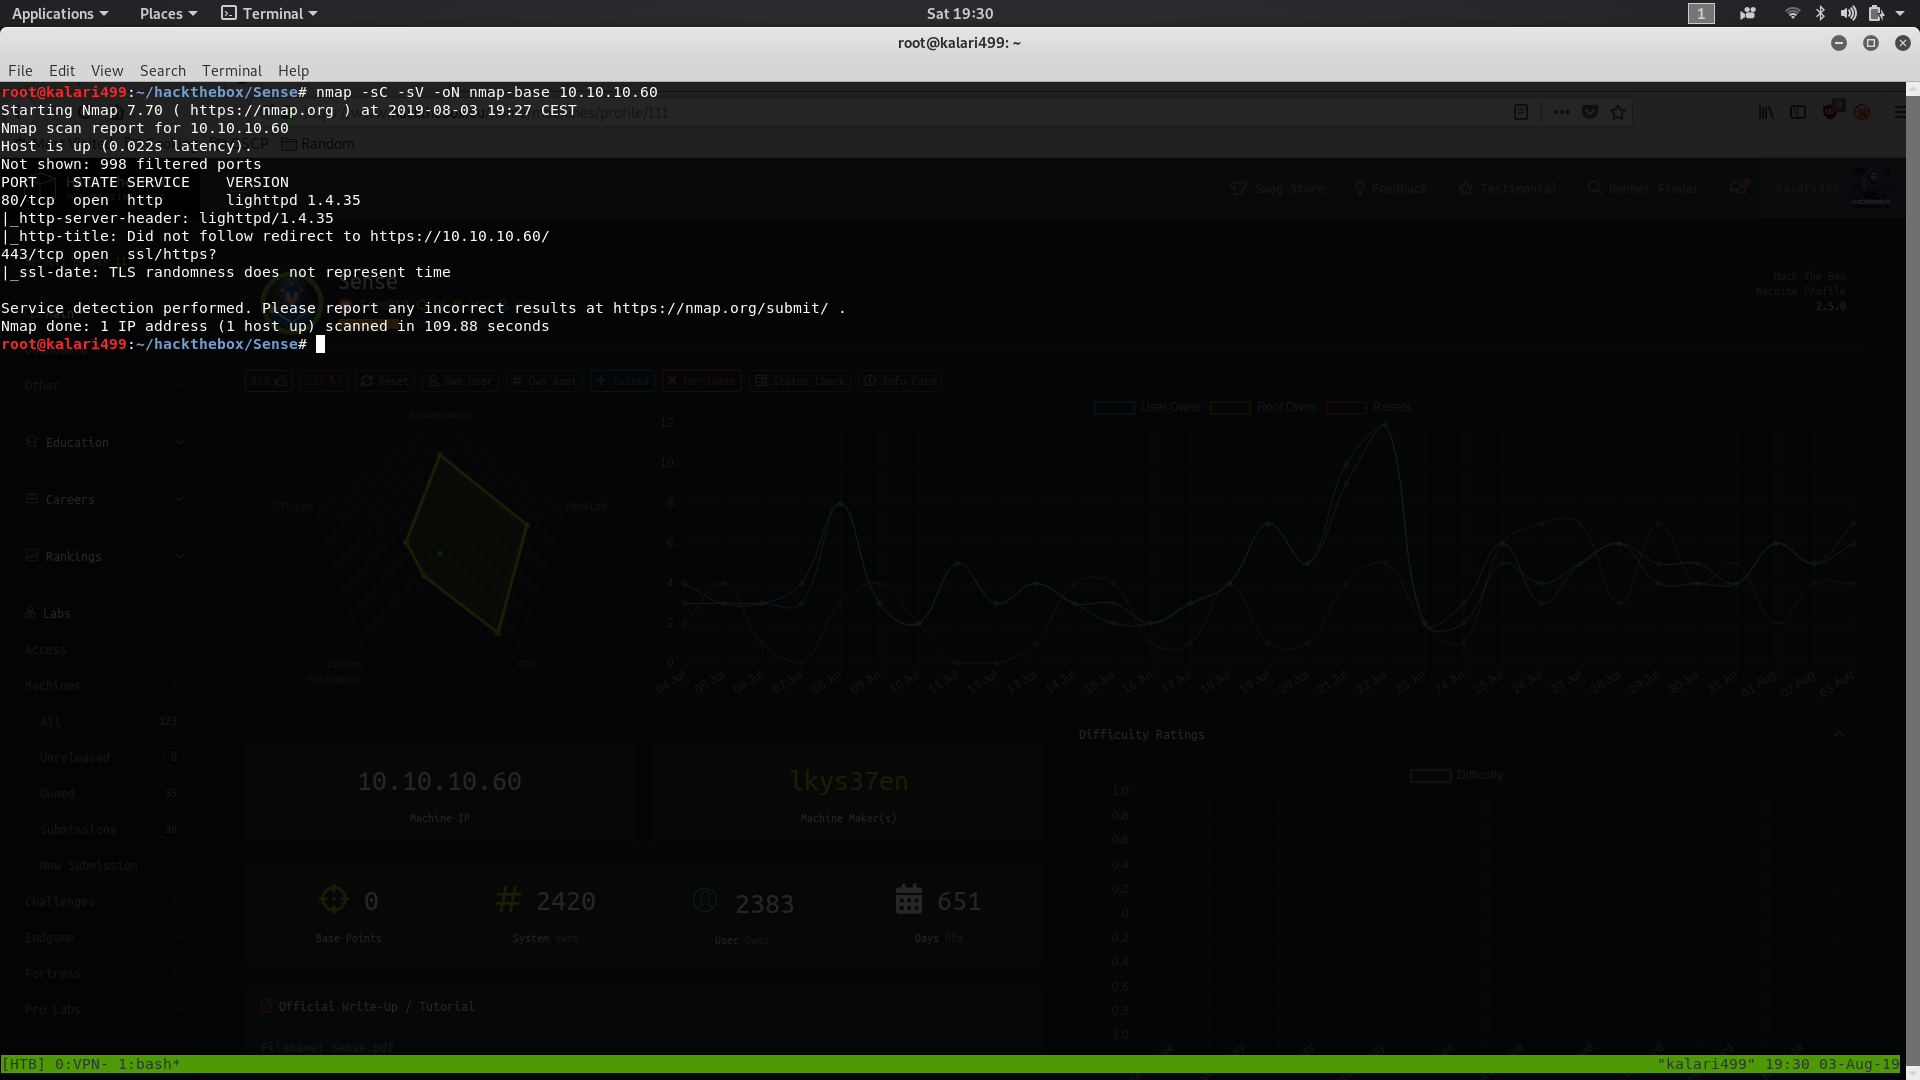 Applications Places Terminal Sat 19:30 1
root@kalari499: ~
File Edit View Search Terminal Help
root@kalari499:~/hackthebox/Sense# nmap -sC -sV -oN nmap-base 10.10.10.60
Starting Nmap 7.70 ( https://nmap.org ) at 2019-08-03 19:27 CEST
/profile/111
Nmap scan report for 10.10.10.60
Host is up (0.022s latency).
Random
Not shown: 998 filtered ports
PORT    STATE SERVICE    VERSION
80/tcp  open  http       lighttpd 1.4.35
|_http-server-header: lighttpd/1.4.35
|_http-title: Did not follow redirect to https://10.10.10.60/
443/tcp open  ssl/https?
|_ssl-date: TLS randomness does not represent time
Service detection performed. Please report any incorrect results at https://nmap.org/submit/ .
Nmap done: 1 IP address (1 host up) scanned in 109.88 seconds
root@kalari499:~/hackthebox/Sense#
Swag Store Feedback Testimonial Member Finder kalari499
Sense
Hack The Box
Machine Profile
2.5.0
Other
Education
Careers
Rankings
Labs
Access
Machines
All 123
Unreleased 8
Owned 35
Submissions 38
New Submission
Challenges
Endgame
Fortress
Pro Labs
859 Reset Own User # Own Root Extend Terminate Status Check Info Card
Enumeration
CTF-Like
Real-Life
Custom
Exploitation
CVE
User Owns Root Owns Resets
12
10
8
6
4
2
0
04 Jul 05 Jul 06 Jul 07 Jul 08 Jul 09 Jul 10 Jul 11 Jul 12 Jul 13 Jul 14 Jul 15 Jul 16 Jul 17 Jul 18 Jul 19 Jul 20 Jul 21 Jul 22 Jul 23 Jul 24 Jul 25 Jul 26 Jul 27 Jul 28 Jul 29 Jul 30 Jul 31 Jul 01 Aug 02 Aug 03 Aug
10.10.10.60
Machine IP
lkys37en
Machine Maker(s)
0
Base Points
# 2420
System owns
2383
User Owns
651
Days Old
Official Write-Up / Tutorial
Filename: Sense.pdf
Difficulty Ratings
Difficulty
1.0
0.8
0.6
0.4
0.2
0
-0.2
-0.4
-0.6
-0.8
-1.0
[HTB] 0:VPN- 1:bash* "kalari499" 19:30 03-Aug-19